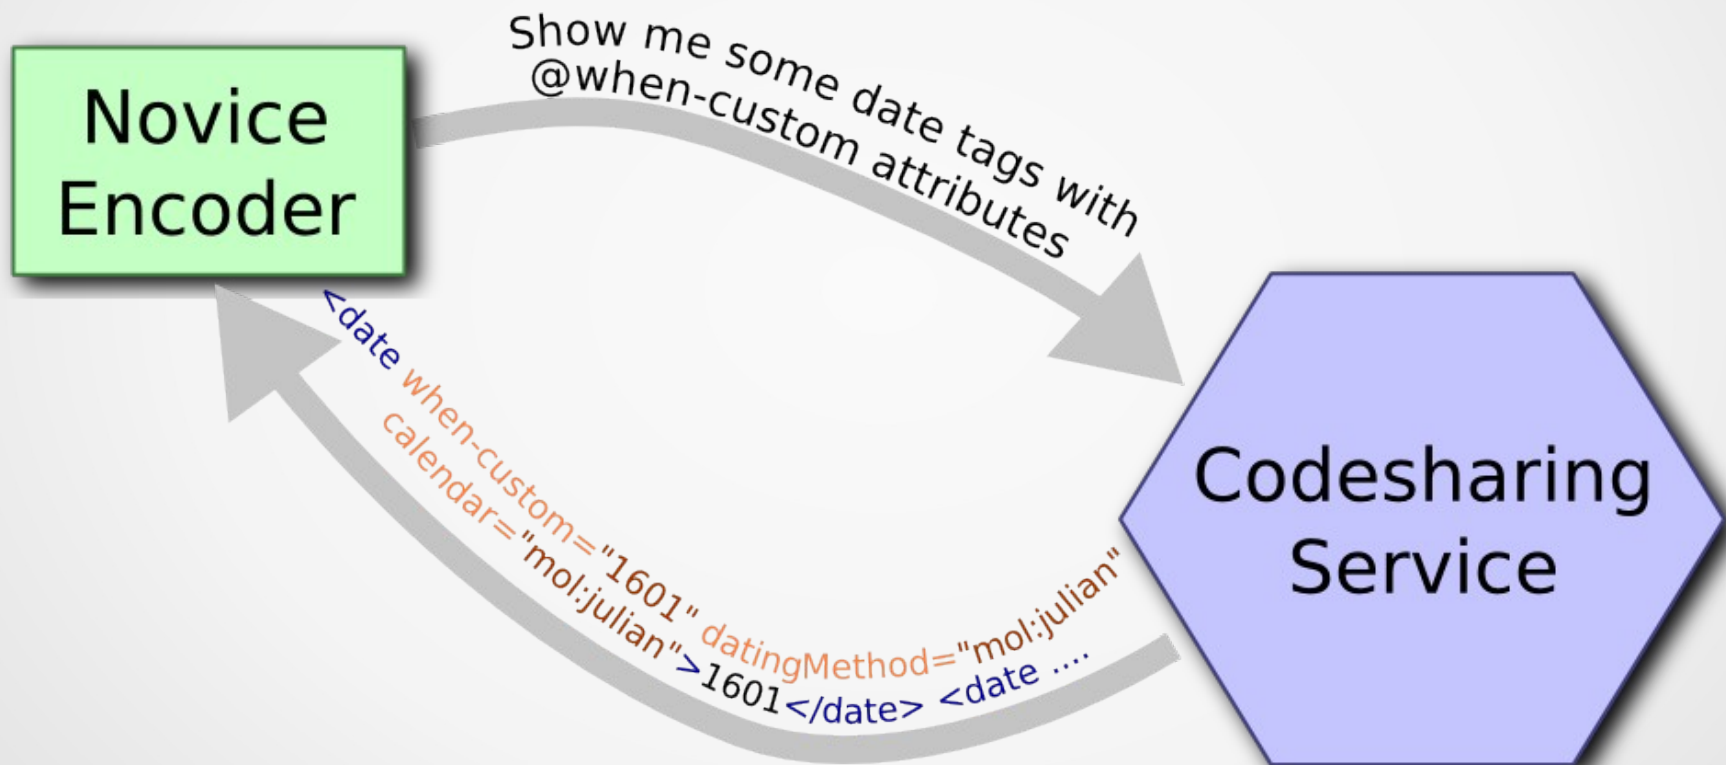 Novice
Encoder
Show me some date tags with
@when-custom attributes
<date when-custom="1601" datingMethod="mol:julian"
calendar="mol:julian">1601</date> <date ....
Codesharing
Service